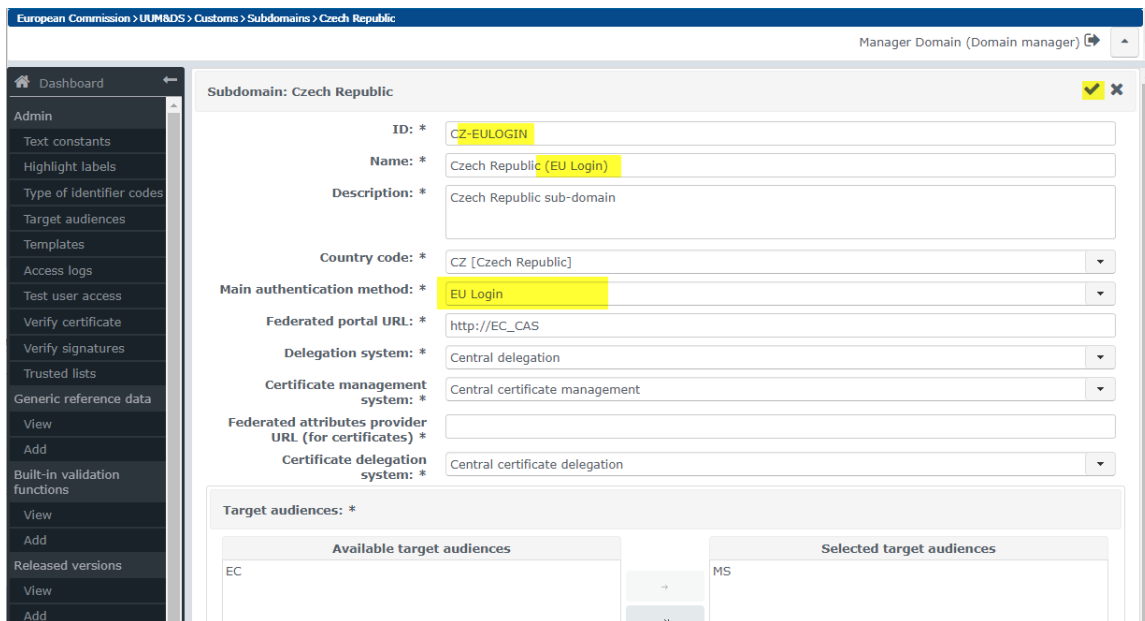 European Commission > UUM&DS > Customs > Subdomains > Czech Republic
Manager Domain (Domain manager)
Dashboard
Admin
Text constants
Highlight labels
Type of identifier codes
Target audiences
Templates
Access logs
Test user access
Verify certificate
Verify signatures
Trusted lists
Generic reference data
View
Add
Built-in validation
functions
View
Add
Released versions
View
Add
Subdomain: Czech Republic
ID: * CZ-EULOGIN
Name: * Czech Republic (EU Login)
Description: * Czech Republic sub-domain
Country code: * CZ [Czech Republic]
Main authentication method: * EU Login
Federated portal URL: * http://EC_CAS
Delegation system: * Central delegation
Certificate management
system: * Central certificate management
Federated attributes provider
URL (for certificates) *
Certificate delegation
system: * Central certificate delegation
Target audiences: *
Available target audiences
EC
Selected target audiences
MS